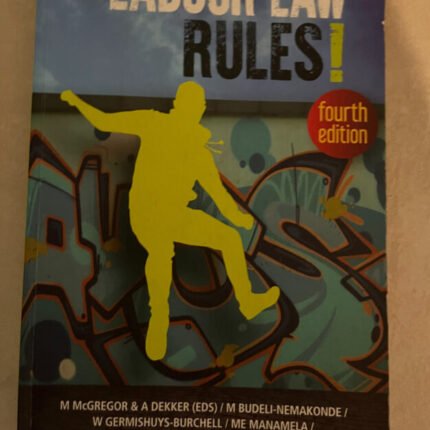 LABOUR LAW
RULES!
fourth
edition
M McGREGOR & A DEKKER (EDS) / M BUDELI-NEMAKONDE /
W GERMISHUYS-BURCHELL / ME MANAMELA /